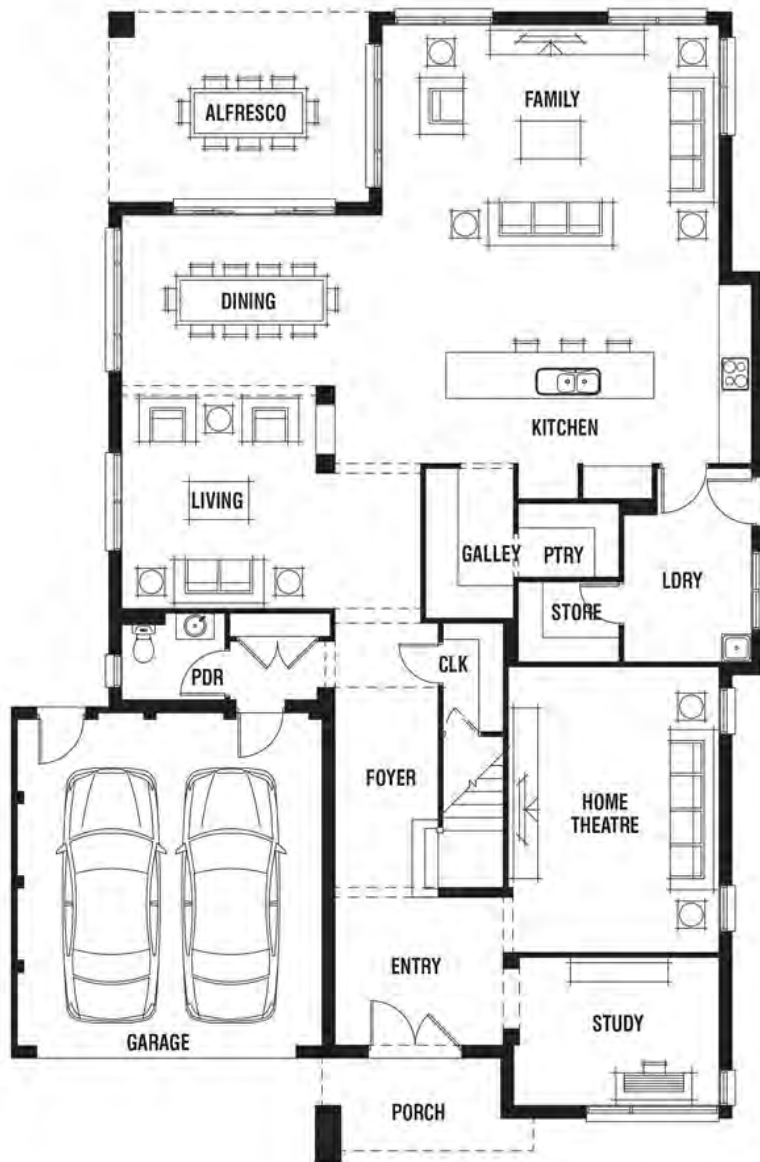 ALFRESCO
FAMILY
DINING
KITCHEN
LIVING
GALLEY
PTRY
LDRY
STORE
CLK
PDR
FOYER
HOME
THEATRE
ENTRY
STUDY
GARAGE
PORCH